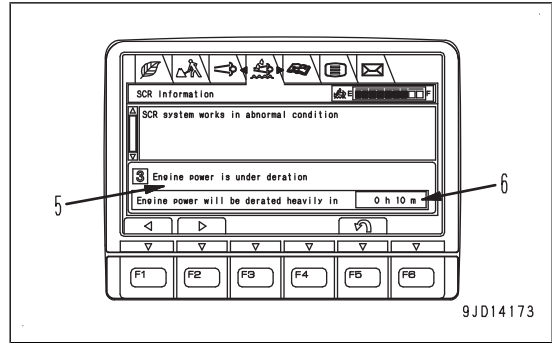 SCR Information
E F
SCR system works in abnormal condition
3 Engine power is under deration
Engine power will be derated heavily in 0 h 10 m
5
6
F1 F2 F3 F4 F5 F6
9JD14173